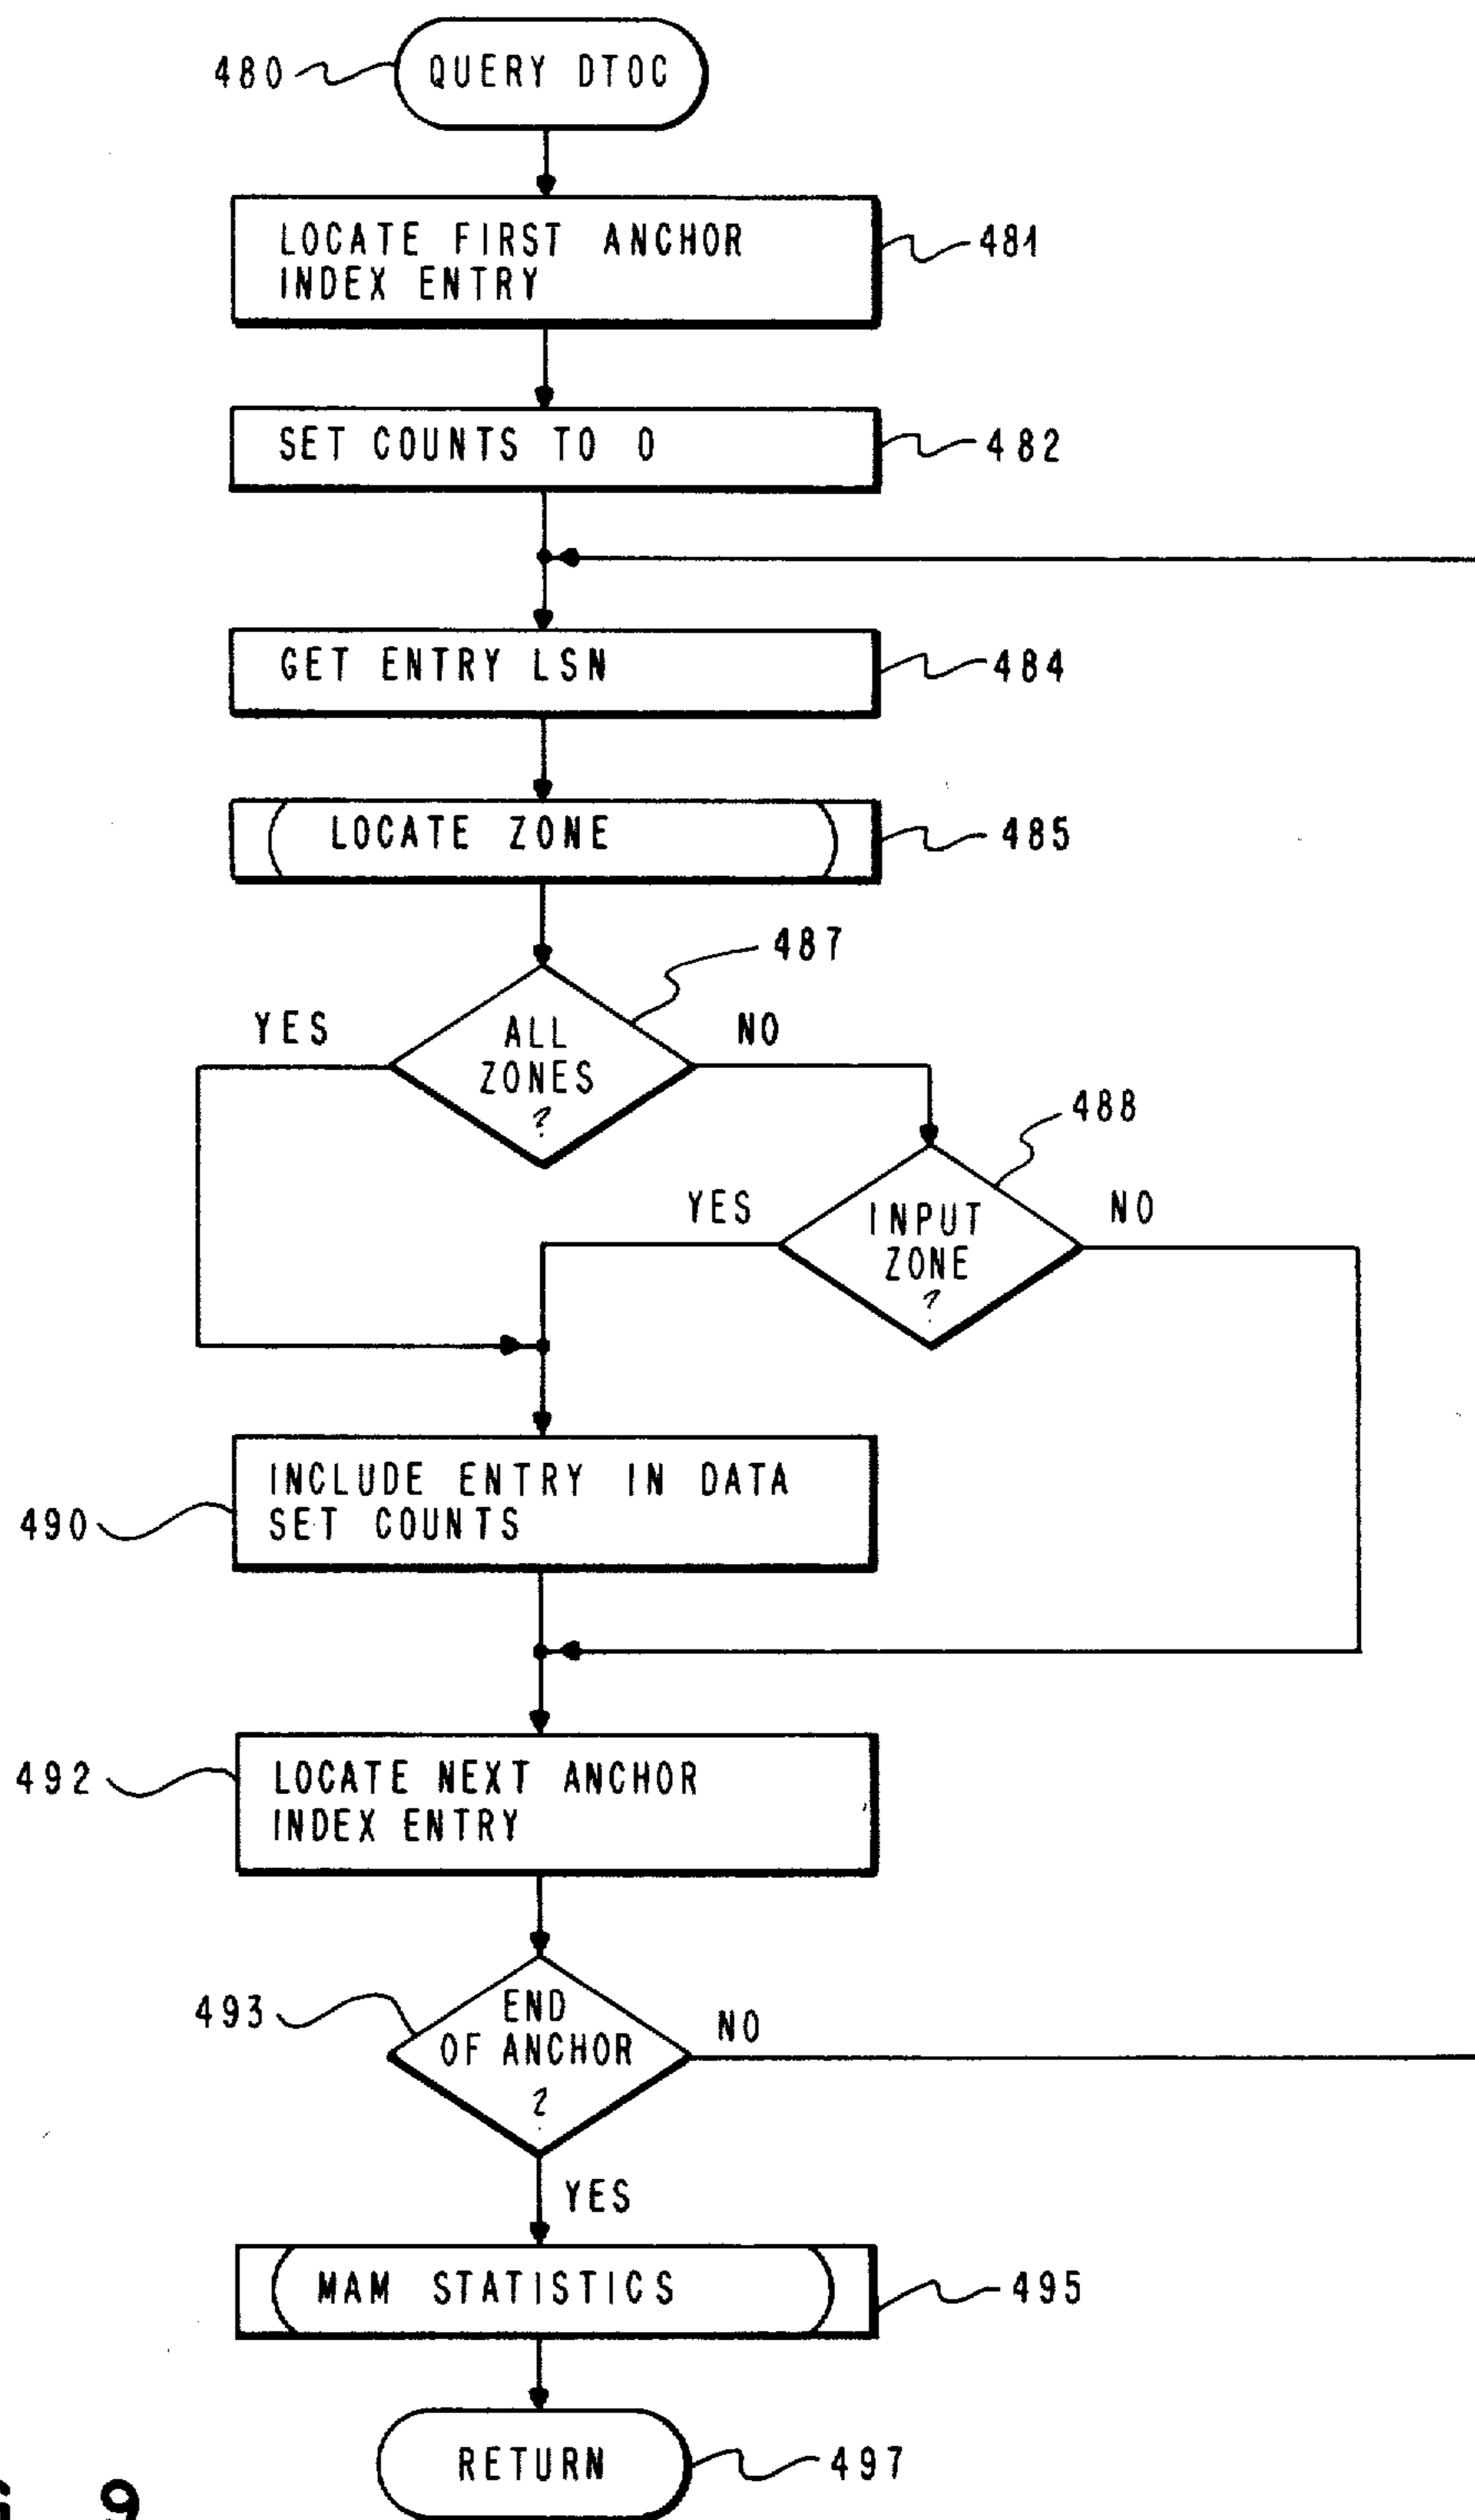 480
QUERY DTOC
LOCATE FIRST ANCHOR
INDEX ENTRY
481
SET COUNTS TO 0
482
GET ENTRY LSN
484
LOCATE ZONE
485
487
YES
ALL
ZONES
?
NO
488
YES
INPUT
ZONE
?
NO
INCLUDE ENTRY IN DATA
SET COUNTS
490
LOCATE NEXT ANCHOR
INDEX ENTRY
492
493
END
OF ANCHOR
?
NO
YES
MAM STATISTICS
495
RETURN
497
9